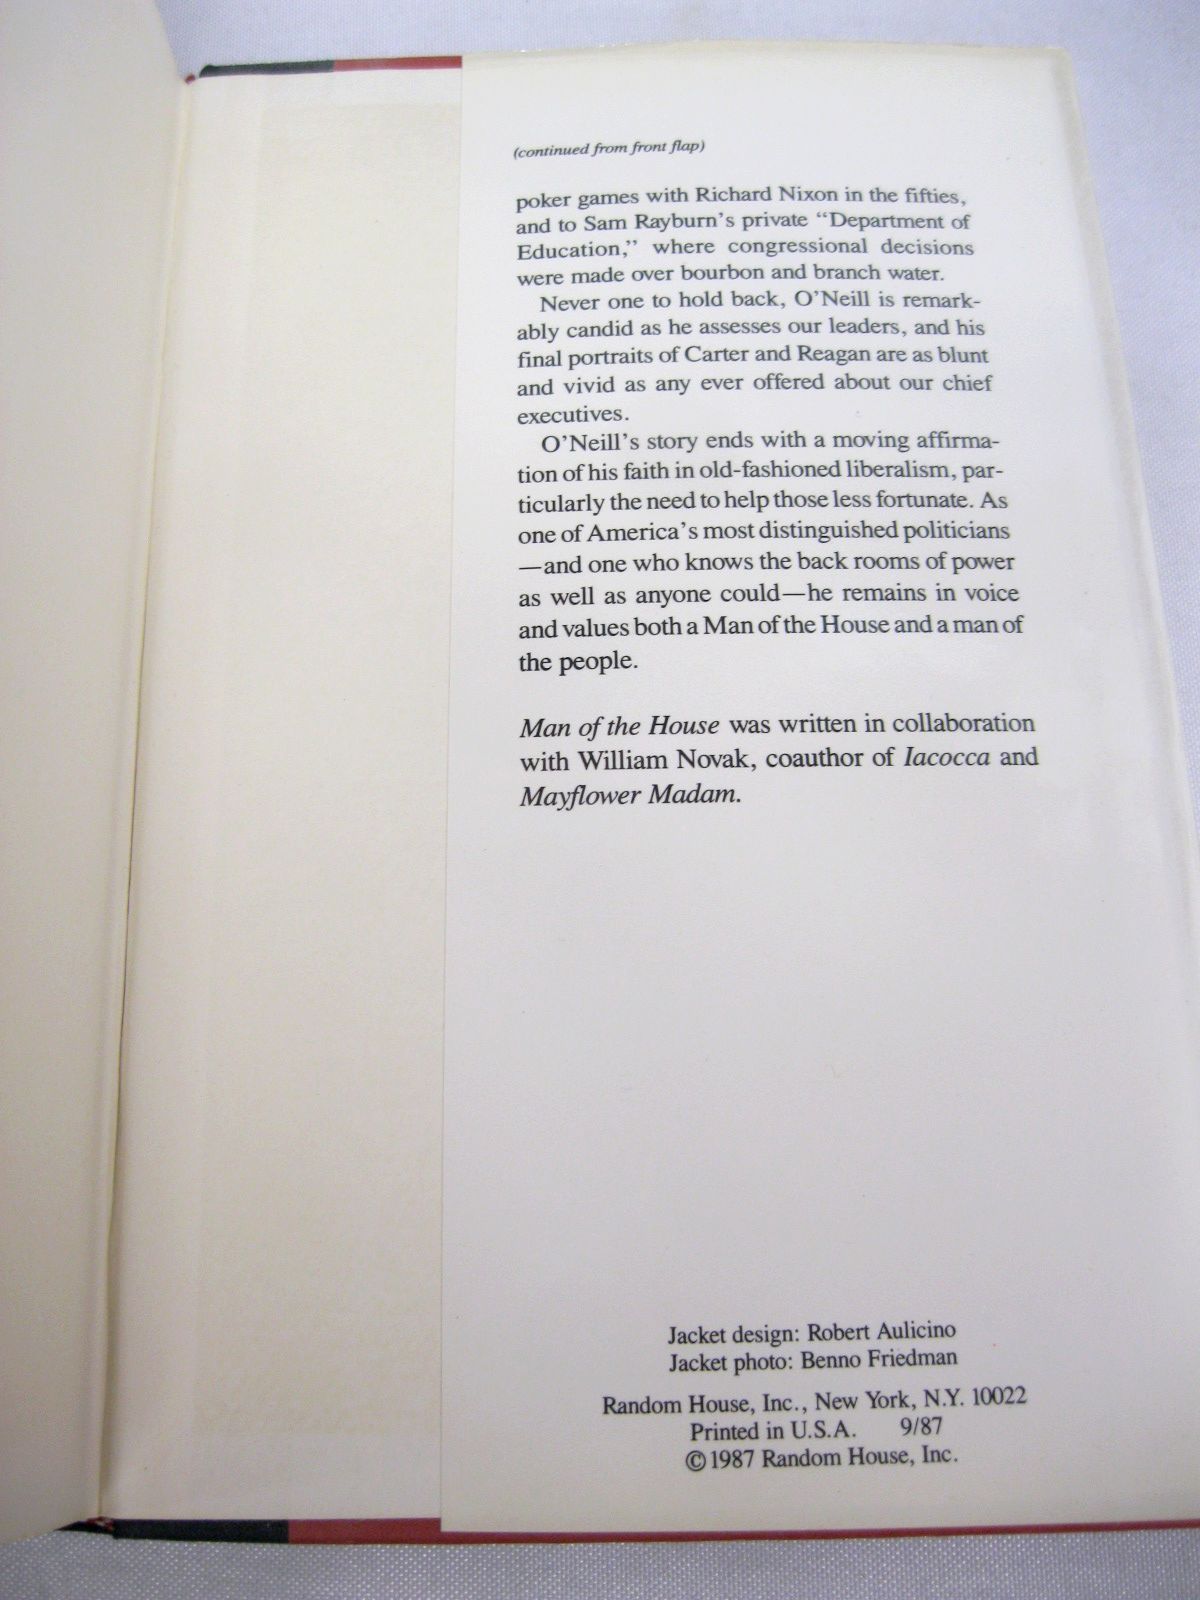 (continued from front flap)
poker games with Richard Nixon in the fifties,
and to Sam Rayburn's private “Department of
Education,” where congressional decisions
were made over bourbon and branch water.
Never one to hold back, O'Neill is remark-
ably candid as he assesses our leaders, and his
final portraits of Carter and Reagan are as blunt
and vivid as any ever offered about our chief
executives.
O'Neill's story ends with a moving affirma-
tion of his faith in old-fashioned liberalism, par-
ticularly the need to help those less fortunate. As
one of America's most distinguished politicians
—and one who knows the back rooms of power
as well as anyone could—he remains in voice
and values both a Man of the House and a man of
the people.
Man of the House was written in collaboration
with William Novak, coauthor of Iacocca and
Mayflower Madam.
Jacket design: Robert Aulicino
Jacket photo: Benno Friedman
Random House, Inc., New York, N.Y. 10022
Printed in U.S.A. 9/87
©1987 Random House, Inc.